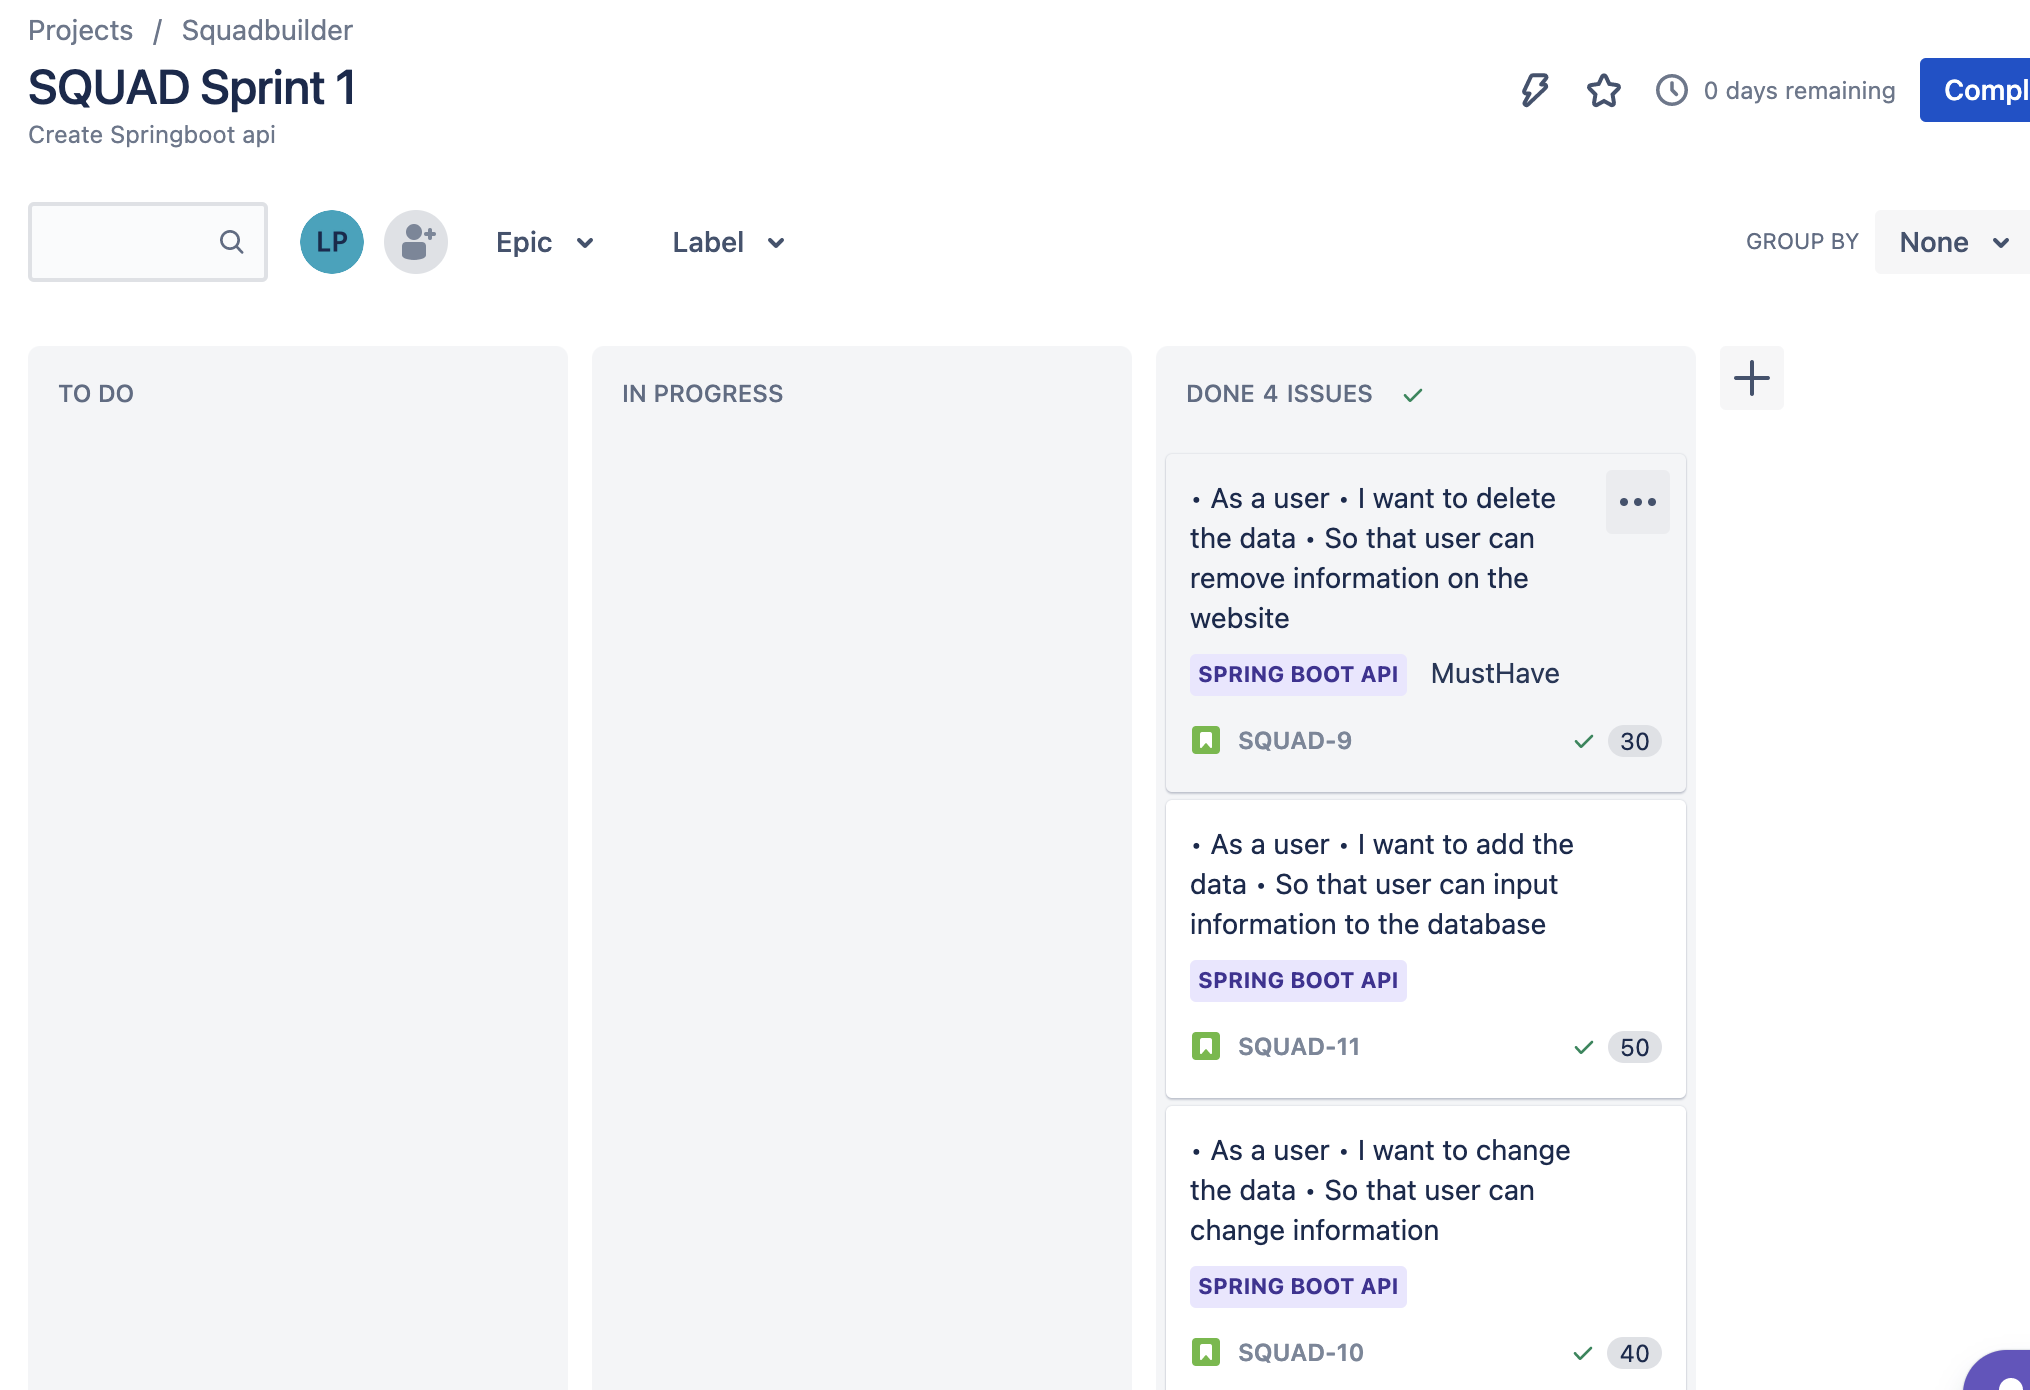 Projects / Squadbuilder
SQUAD Sprint 1
Create Springboot api
0 days remaining
Compl
LP
Epic
Label
GROUP BY
None
TO DO
IN PROGRESS
DONE 4 ISSUES
• As a user • I want to delete
the data • So that user can
remove information on the
website
SPRING BOOT API MustHave
SQUAD-9 30
• As a user • I want to add the
data • So that user can input
information to the database
SPRING BOOT API
SQUAD-11 50
• As a user • I want to change
the data • So that user can
change information
SPRING BOOT API
SQUAD-10 40